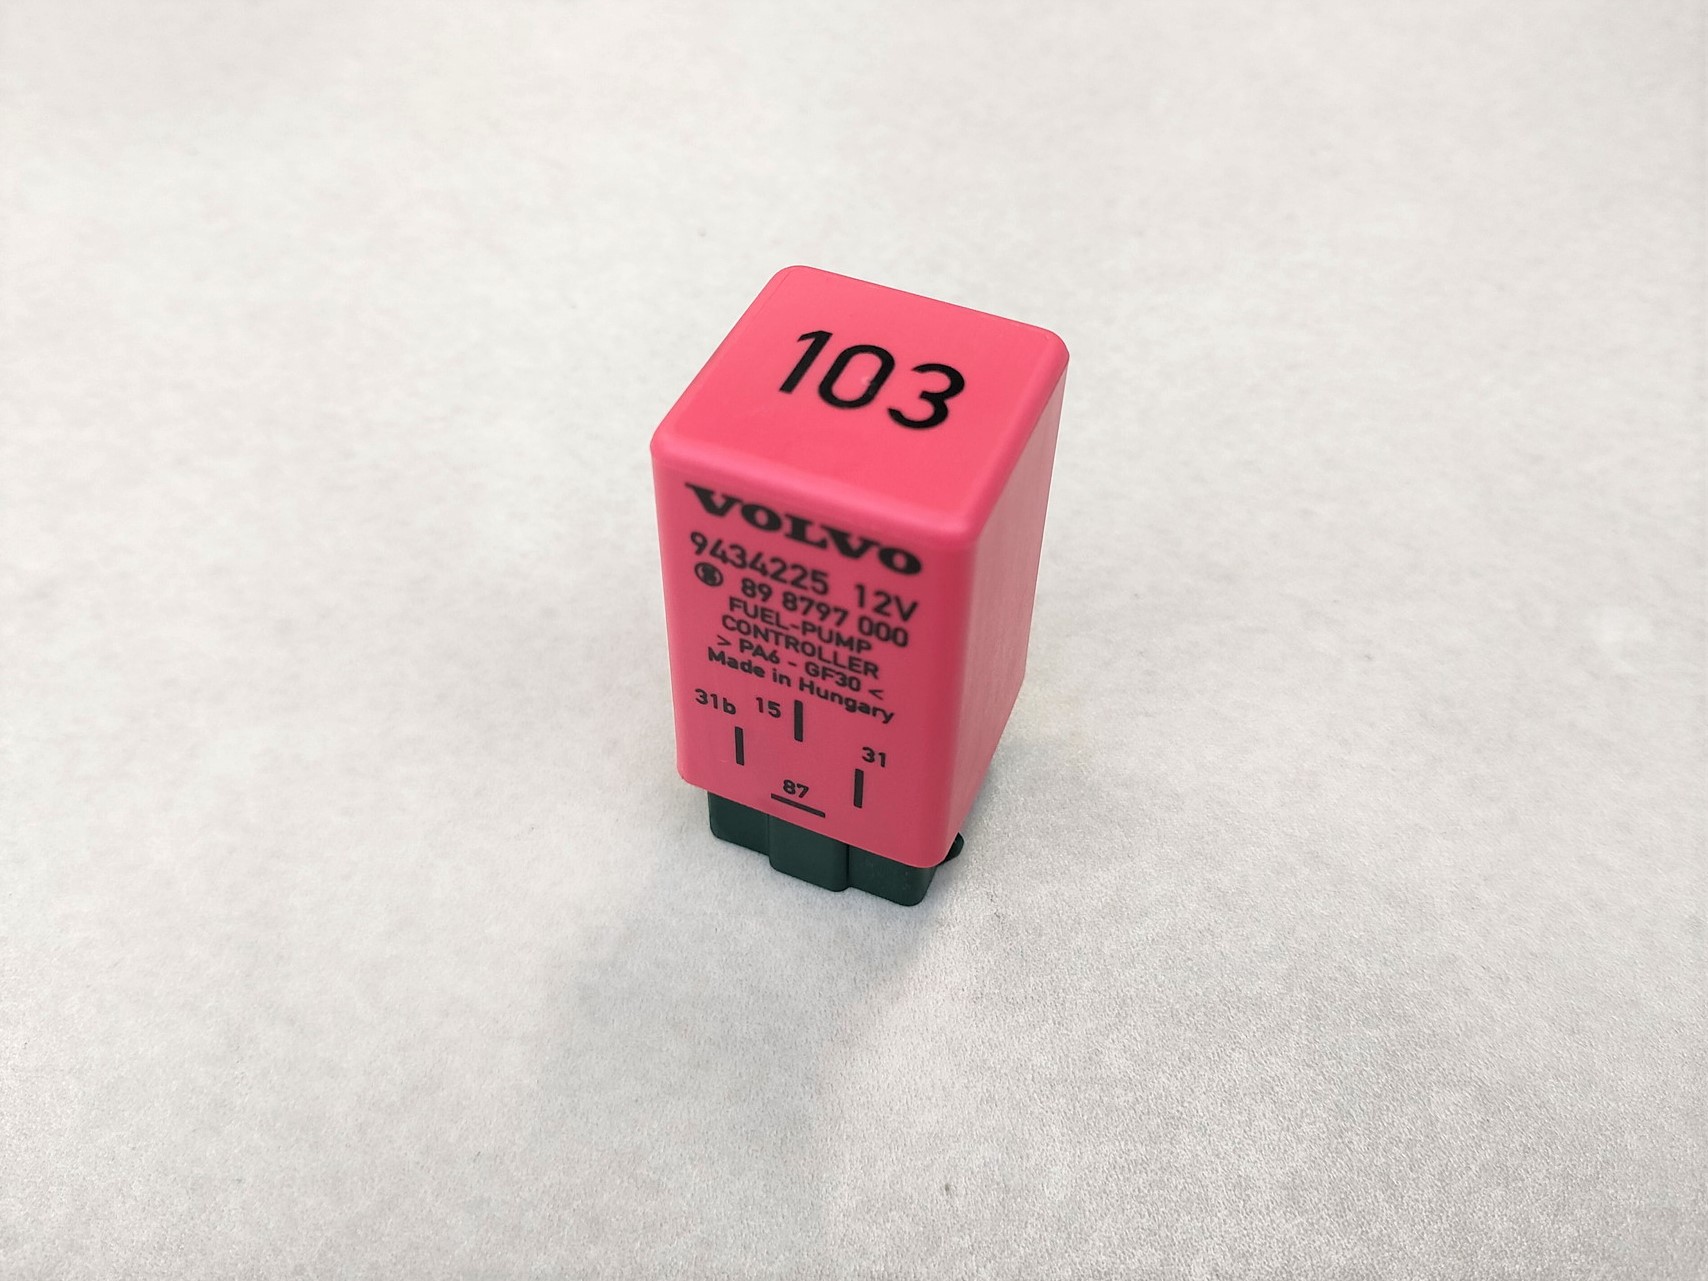 103
VOLVO
9434225 12V
89 8797 000
FUEL-PUMP
CONTROLLER
> PA6 - GF30 <
Made in Hungary
31b 15
31
87